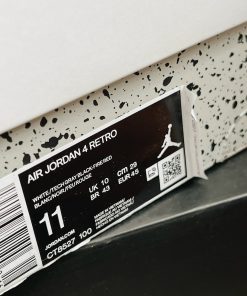 AIR JORDAN 4 RETRO
WHITE/TECH GRAY/BLACK-FIRE RED
BLANC/NOIR/FEU ROUGE
11
UK 10
BR 43
CM 29
EUR 45
JORDAN.COM
CT8527 100